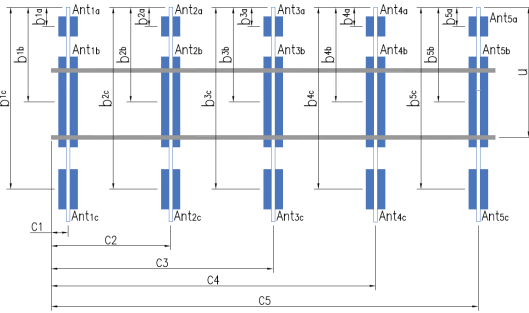 b1a Ant1a b2a Ant2a b3a Ant3a b4a Ant4a b5a Ant5a
b1b Ant1b b2b Ant2b b3b Ant3b b4b Ant4b b5b Ant5b u
b1c b2c b3c b4c b5c
Ant1c Ant2c Ant3c Ant4c Ant5c
C1
C2
C3
C4
C5